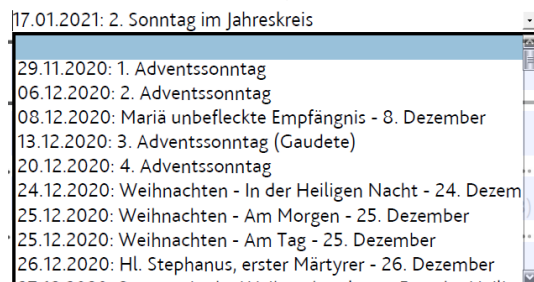 17.01.2021: 2. Sonntag im Jahreskreis
29.11.2020: 1. Adventssonntag
06.12.2020: 2. Adventssonntag
08.12.2020: Mariä unbefleckte Empfängnis - 8. Dezember
13.12.2020: 3. Adventssonntag (Gaudete)
20.12.2020: 4. Adventssonntag
24.12.2020: Weihnachten - In der Heiligen Nacht - 24. Dezem
25.12.2020: Weihnachten - Am Morgen - 25. Dezember
25.12.2020: Weihnachten - Am Tag - 25. Dezember
26.12.2020: Hl. Stephanus, erster Märtyrer - 26. Dezember